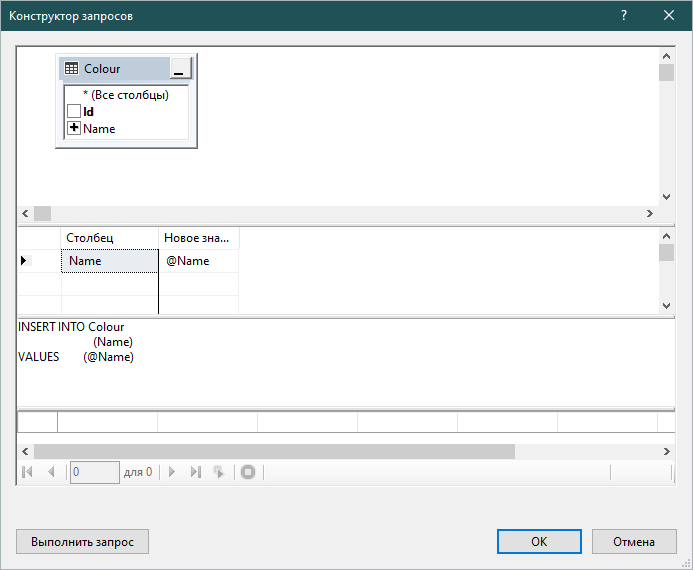 Конструктор запросов
Colour
* (Все столбцы)
Id
Name
Столбец Новое зна...
Name @Name
INSERT INTO Colour
(Name)
VALUES (@Name)
0 для 0
Выполнить запрос OK Отмена